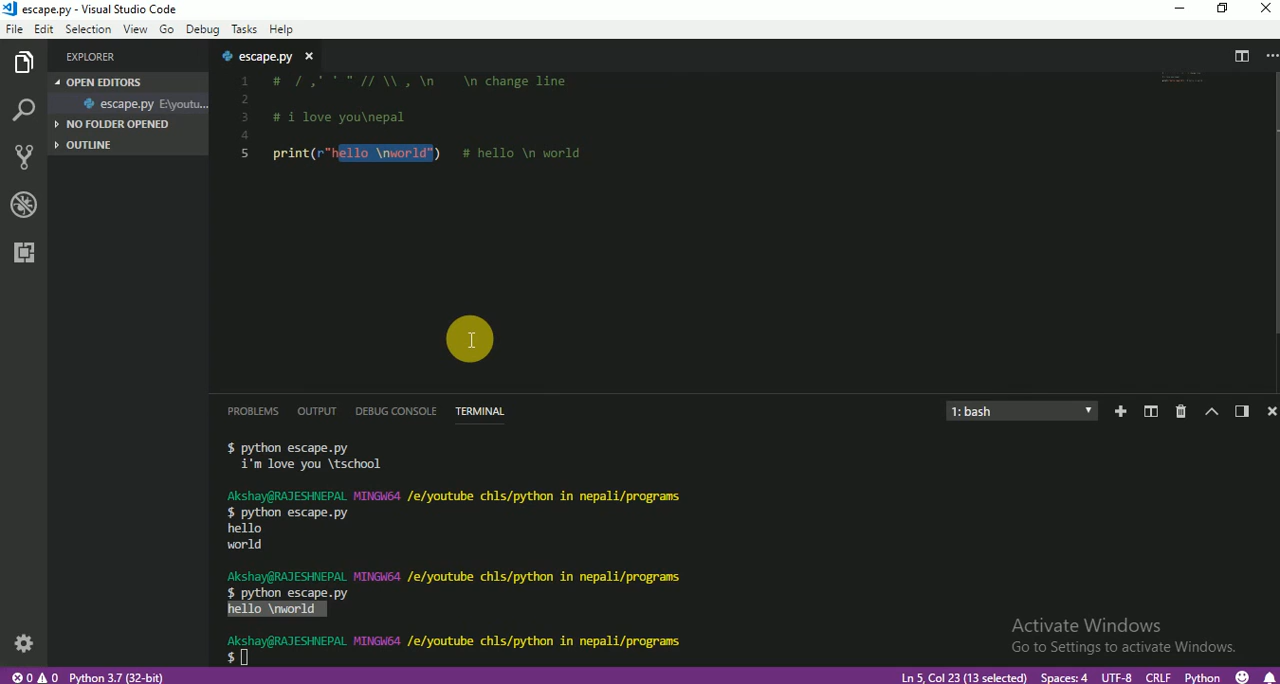 escape.py - Visual Studio Code
File Edit Selection View Go Debug Tasks Help
EXPLORER
OPEN EDITORS
escape.py E:\youtu...
NO FOLDER OPENED
OUTLINE
escape.py ×
1 # / ,' ' " // \\ , \n \n change line
2
3 # i love you\nepal
4
5 print(r"hello \nworld") # hello \n world
PROBLEMS OUTPUT DEBUG CONSOLE TERMINAL 1: bash
$ python escape.py
i'm love you \tschool
Akshay@RAJESHNEPAL MINGW64 /e/youtube chls/python in nepali/programs
$ python escape.py
hello
world
Akshay@RAJESHNEPAL MINGW64 /e/youtube chls/python in nepali/programs
$ python escape.py
hello \nworld
Akshay@RAJESHNEPAL MINGW64 /e/youtube chls/python in nepali/programs
$
Activate Windows
Go to Settings to activate Windows.
0 0 Python 3.7 (32-bit) Ln 5, Col 23 (13 selected) Spaces: 4 UTF-8 CRLF Python